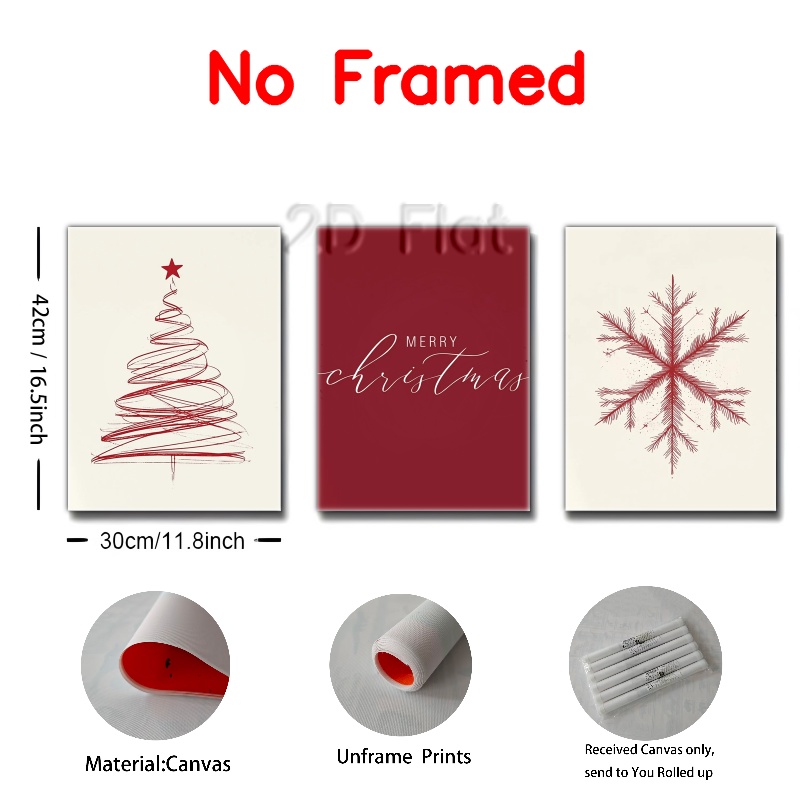 No Framed
2D Flat
42cm / 16.5inch
MERRY
christmas
30cm/11.8inch
Material:Canvas
Unframe Prints
Received Canvas only,
send to You Rolled up